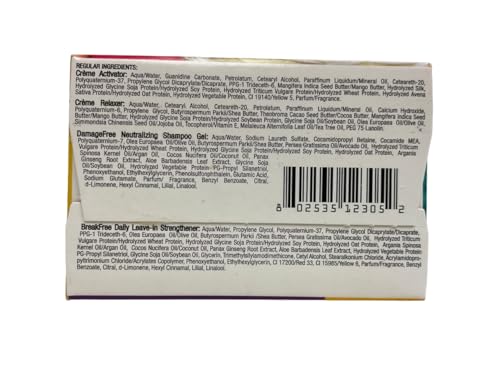 REGULAR INGREDIENTS:
Crème Activator: Aqua/Water, Guanidine Carbonate, Petrolatum, Cetearyl Alcohol, Paraffinum Liquidum/Mineral Oil, Ceteareth-20,
Polyquaternium-37, Propylene Glycol Dicaprylate/Dicaprate, PPG-1 Trideceth-6, Mangifera Indica Seed Butter/Mango Butter, Hydrolyzed Silk,
Hydrolyzed Glycine Soja Protein/Hydrolyzed Soy Protein, Hydrolyzed Triticum Vulgare Protein/Hydrolyzed Wheat Protein, Hydrolyzed Avena
Sativa Protein/Hydrolyzed Oat Protein, Hydrolyzed Vegetable Protein, CI 19140/Yellow 5, Parfum/Fragrance.
Crème Relaxer: Aqua/Water, Cetearyl Alcohol, Ceteareth-20, Petrolatum, Paraffinum Liquidum/Mineral Oil, Calcium Hydroxide,
Polyquaternium-6, Propylene Glycol, Butyrospermum Parkii/Shea Butter, Theobroma Cacao Seed Butter/Cocoa Butter, Mangifera Indica Seed
Butter/Mango Butter, Hydrolyzed Glycine Soja Protein/Hydrolyzed Soybean Protein, Glycine Soja Oil/Soybean Oil, Olea Europaea Oil/Olive Oil,
Simmondsia Chinensis Seed Oil/Jojoba Oil, Tocopherol/Vitamin E, Melaleuca Alternifolia Leaf Oil/Tea Tree Oil, PEG 75 Lanolin.
DamageFree Neutralizing Shampoo Gel: Aqua/Water, Sodium Laurath Sulfate, Cocamidopropyl Betaine, Cocamide MEA,
Polyquaternium-7, Olea Europaea Oil/Olive Oil, Butyrospermum Parkii/Shea Butter, Persea Gratissima Oil/Avocado Oil, Hydrolyzed Triticum
Vulgare Protein/Hydrolyzed Wheat Protein, Hydrolyzed Glycine Soja Protein/Hydrolyzed Soy Protein, Hydrolyzed Oat Protein, Argania
Spinosa Kernel Oil/Argan Oil, Cocos Nucifera Oil/Coconut Oil, Panax
Ginseng Root Extract, Aloe Barbadensis Leaf Extract, Glycine Soja
Oil/Soybean Oil, Hydrolyzed Vegetable Protein-PG-Propyl Silanetriol,
Phenoxyethanol, Ethylhexylglycerin, Phenolsulfonphthalein, Glutamic Acid,
Sodium Glutamate, Parfum/ Fragrance, Benzyl Benzoate, Citral,
d-Limonene, Hexyl Cinnamal, Lilial, Linalool.
8 02535 12305 2
BreakFree Daily Leave-in Strengthener: Aqua/Water, Propylene Glycol, Polyquaternium-37, Propylene Glycol Dicaprylate/Dicaprate,
PPG-1 Trideceth-6, Olea Europaea Oil/Olive Oil, Butyrospermum Parkii/Shea Butter, Persea Gratissima Oil/Avocado Oil, Hydrolyzed Triticum
Vulgare Protein/Hydrolyzed Wheat Protein, Hydrolyzed Glycine Soja Protein/Hydrolyzed Soy Protein, Hydrolyzed Oat Protein, Argania Spinosa
Kernel Oil/Argan Oil, Cocos Nucifera Oil/Coconut Oil, Panax Ginseng Root Extract, Aloe Barbadensis Leaf Extract, Hydrolyzed Vegetable Protein
PG-Propyl Silanetriol, Glycine Soja Oil/Soybean Oil, Glycerin, Trimethylsilylamodimethicone, Cetyl Alcohol, Stearalkonium Chloride, Acrylamidopro-
pyltrimonium Chloride/Acrylates Copolymer, Phenoxyethanol, Ethylhexylglycerin, CI 17200/Red 33, CI 15985/Yellow 6, Parfum/Fragrance, Benzyl
Benzoate, Citral, d-Limonene, Hexyl Cinnamal, Lilial, Linalool.